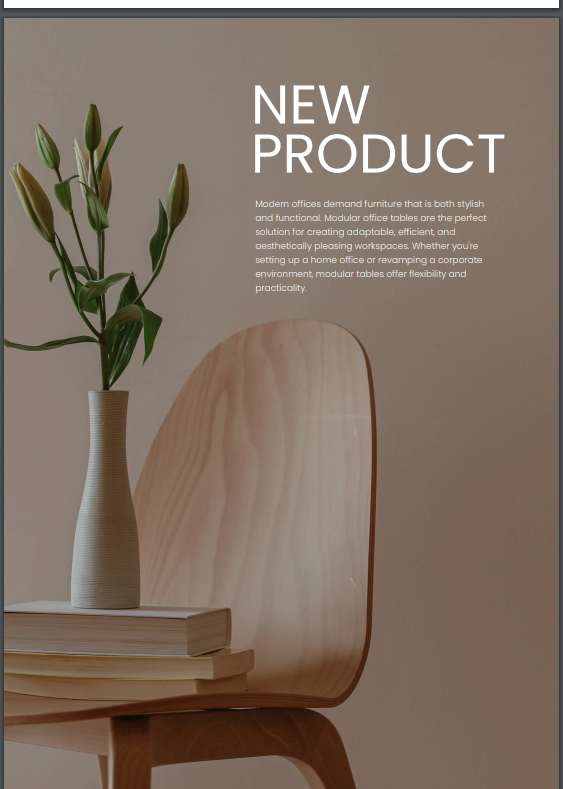 NEW
PRODUCT
Modern offices demand furniture that is both stylish
and functional. Modular office tables are the perfect
solution for creating adaptable, efficient, and
aesthetically pleasing workspaces. Whether you're
setting up a home office or revamping a corporate
environment, modular tables offer flexibility and
practicality.